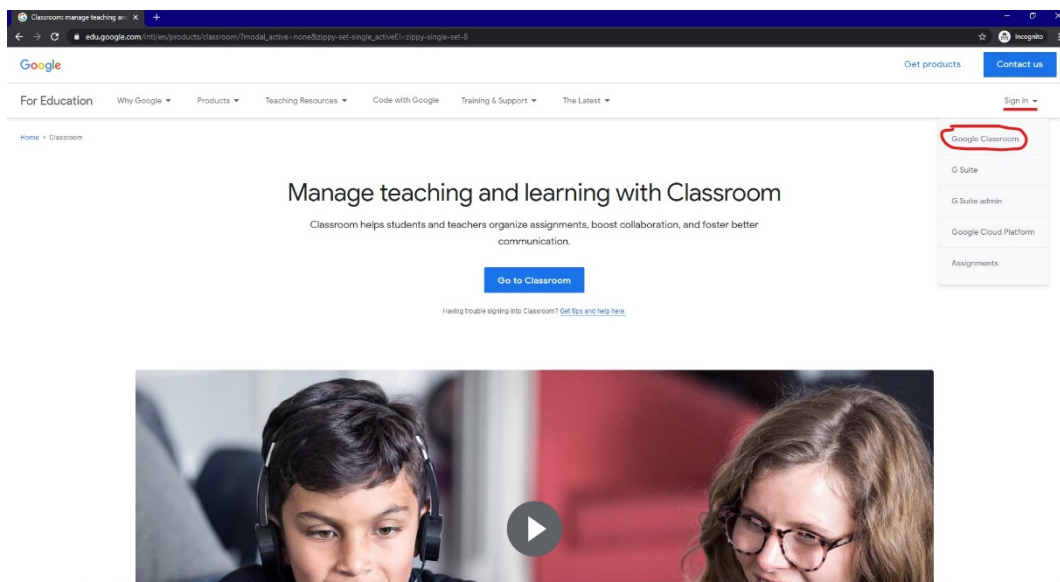 Classroom: manage teaching an
edu.google.com/intl/en/products/classroom/?modal_active=none&zippy-set-single_activeEl=zippy-single-set-8
Incognito
Google
Get products
Contact us
For Education
Why Google
Products
Teaching Resources
Code with Google
Training & Support
The Latest
Sign in
Home > Classroom
Google Classroom
G Suite
G Suite admin
Google Cloud Platform
Assignments
Manage teaching and learning with Classroom
Classroom helps students and teachers organize assignments, boost collaboration, and foster better
communication.
Go to Classroom
Having trouble signing into Classroom? Get tips and help here.